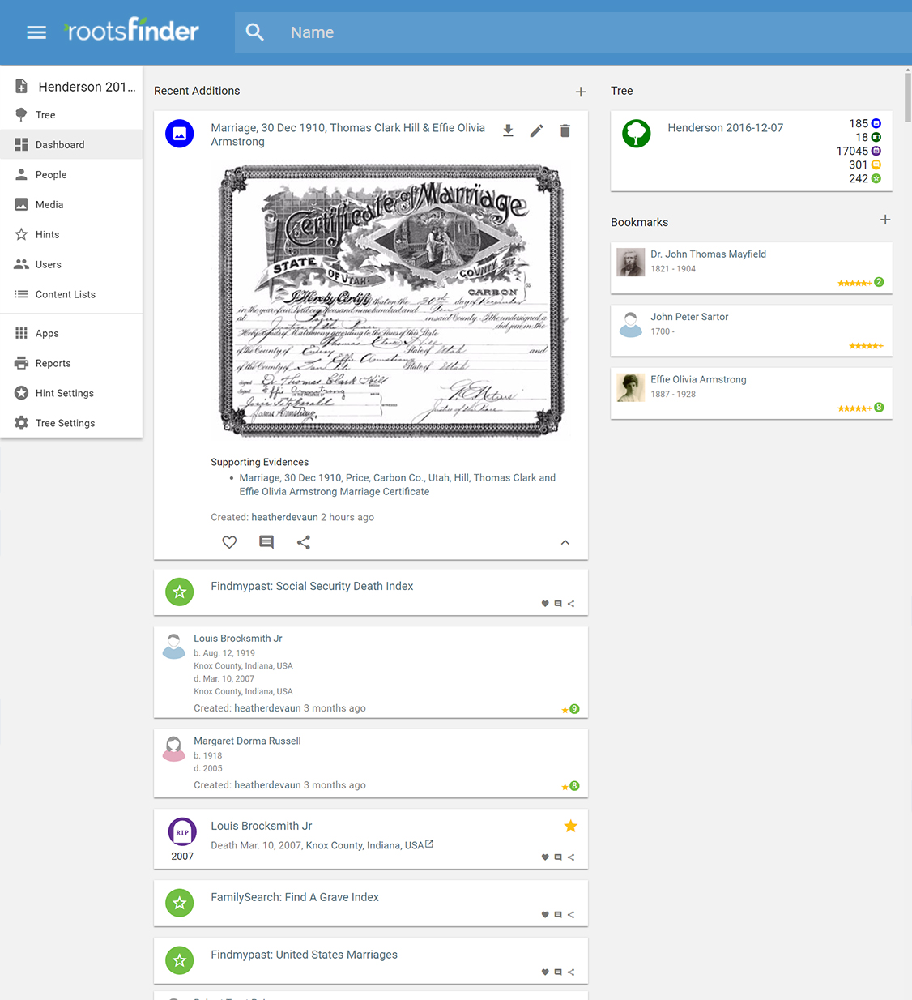 rootsfinder
Name
Henderson 201...
Tree
Dashboard
People
Media
Hints
Users
Content Lists
Apps
Reports
Hint Settings
Tree Settings
Recent Additions
Marriage, 30 Dec 1910, Thomas Clark Hill & Effie Olivia
Armstrong
Certificate of Marriage
STATE OF UTAH
COUNTY OF
CARBON
I Hereby Certify that on the 30th day of
in the year of our Lord one thousand nine hundred and Ten
at Price in said County I the undersigned a
Justice of the Peace did join in the
Holy Bonds of Matrimony according to the Laws of this State
Thomas Clark Hill
of the County of Emery State of Utah and
Effie Armstrong
of the County of State of Utah
Thomas Clark Hill
Effie Armstrong
Justice of the Peace
Supporting Evidences
• Marriage, 30 Dec 1910, Price, Carbon Co., Utah, Hill, Thomas Clark and
Effie Olivia Armstrong Marriage Certificate
Created: heatherdevaun 2 hours ago
Findmypast: Social Security Death Index
Louis Brocksmith Jr
b. Aug. 12, 1919
Knox County, Indiana, USA
d. Mar. 10, 2007
Knox County, Indiana, USA
Created: heatherdevaun 3 months ago
9
Margaret Dorma Russell
b. 1918
d. 2005
Created: heatherdevaun 3 months ago
8
RIP
2007
Louis Brocksmith Jr
Death Mar. 10, 2007, Knox County, Indiana, USA
FamilySearch: Find A Grave Index
Findmypast: United States Marriages
Tree
Henderson 2016-12-07
185
18
17045
301
242
Bookmarks
Dr. John Thomas Mayfield
1821 - 1904
2
John Peter Sartor
1700 -
Effie Olivia Armstrong
1887 - 1928
8